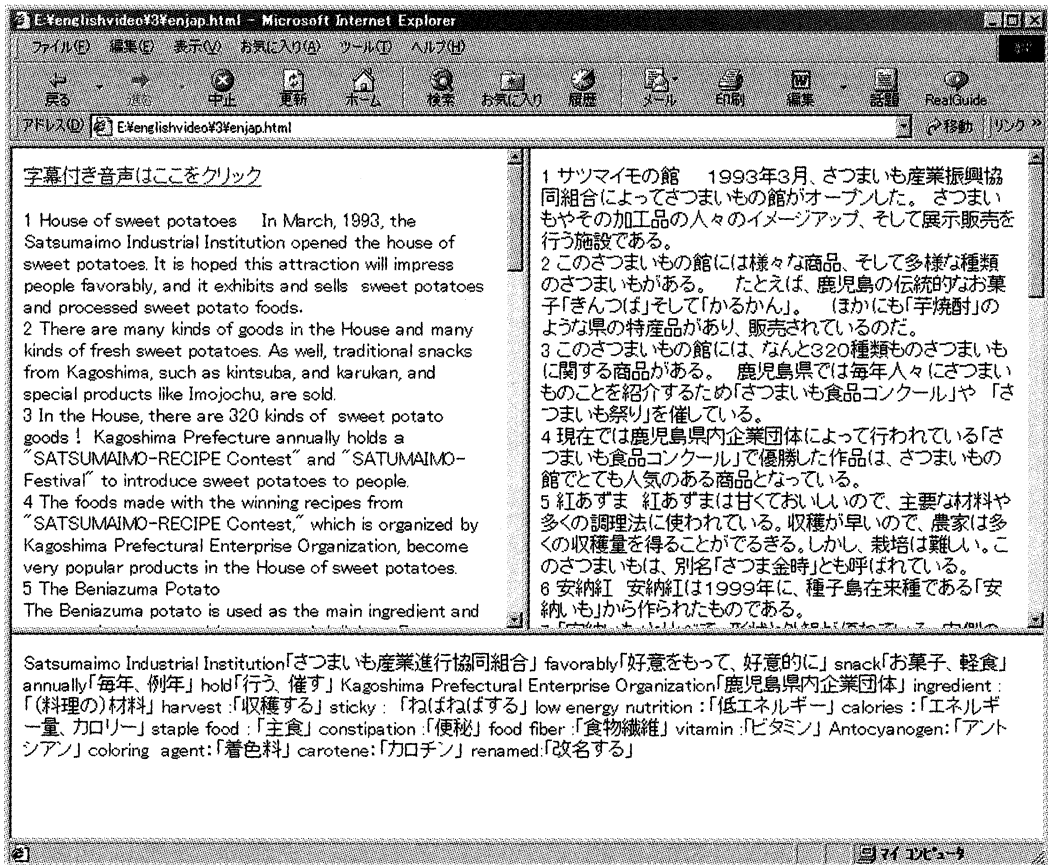 E:¥englishvideo¥3¥enjap.html - Microsoft Internet Explorer
ファイル(F) 編集(E) 表示(V) お気に入り(A) ツール(T) ヘルプ(H)
戻る 進む 中止 更新 ホーム 検索 お気に入り 履歴 メール 印刷 編集 話題 RealGuide
アドレス(D) E:¥englishvideo¥3¥enjap.html 移動 リンク »
字幕付き音声はここをクリック
1 House of sweet potatoes In March, 1993, the
Satsumaimo Industrial Institution opened the house of
sweet potatoes. It is hoped this attraction will impress
people favorably, and it exhibits and sells sweet potatoes
and processed sweet potato foods.
2 There are many kinds of goods in the House and many
kinds of fresh sweet potatoes. As well, traditional snacks
from Kagoshima, such as kintsuba, and karukan, and
special products like Imojochu, are sold.
3 In the House, there are 320 kinds of sweet potato
goods ! Kagoshima Prefecture annually holds a
"SATSUMAIMO-RECIPE Contest" and "SATUMAIMO-
Festival" to introduce sweet potatoes to people.
4 The foods made with the winning recipes from
"SATSUMAIMO-RECIPE Contest," which is organized by
Kagoshima Prefectural Enterprise Organization, become
very popular products in the House of sweet potatoes.
5 The Beniazuma Potato
The Beniazuma potato is used as the main ingredient and
1 サツマイモの館 1993年3月、さつまいも産業振興協
同組合によってさつまいもの館がオープンした。 さつまい
もやその加工品の人々のイメージアップ、そして展示販売を
行う施設である。
2 このさつまいもの館には様々な商品、そして多様な種類
のさつまいもがある。 たとえば、鹿児島の伝統的なお菓
子「きんつば」そして「かるかん」。 ほかにも「芋焼酎」の
ような県の特産品があり、販売されているのだ。
3 このさつまいもの館には、なんと320種類ものさつまいも
に関する商品がある。 鹿児島県では毎年人々にさつまい
ものことを紹介するため「さつまいも食品コンクール」や 「さ
つまいも祭り」を催している。
4 現在では鹿児島県内企業団体によって行われている「さ
つまいも食品コンクール」で優勝した作品は、さつまいもの
館でとても人気のある商品となっている。
5 紅あずま 紅あずまは甘くておいしいので、主要な材料や
多くの調理法に使われている。収穫が早いので、農家は多
くの収穫量を得ることがでるきる。しかし、栽培は難しい。こ
のさつまいもは、別名「さつま金時」とも呼ばれている。
6 安納紅 安納紅は1999年に、種子島在来種である「安
納いも」から作られたものである。
Satsumaimo Industrial Institution「さつまいも産業進行協同組合」 favorably「好意をもって、好意的に」 snack「お菓子、軽食」
annually「毎年、例年」 hold「行う、催す」 Kagoshima Prefectural Enterprise Organization「鹿児島県内企業団体」 ingredient :
「(料理の)材料」 harvest :「収穫する」 sticky : 「ねばねばする」 low energy nutrition :「低エネルギー」 calories :「エネルギ
ー量、カロリー」 staple food :「主食」 constipation :「便秘」 food fiber :「食物繊維」 vitamin :「ビタミン」 Antocyanogen:「アント
シアン」 coloring agent:「着色料」 carotene:「カロチン」 renamed:「改名する」
マイ コンピュータ